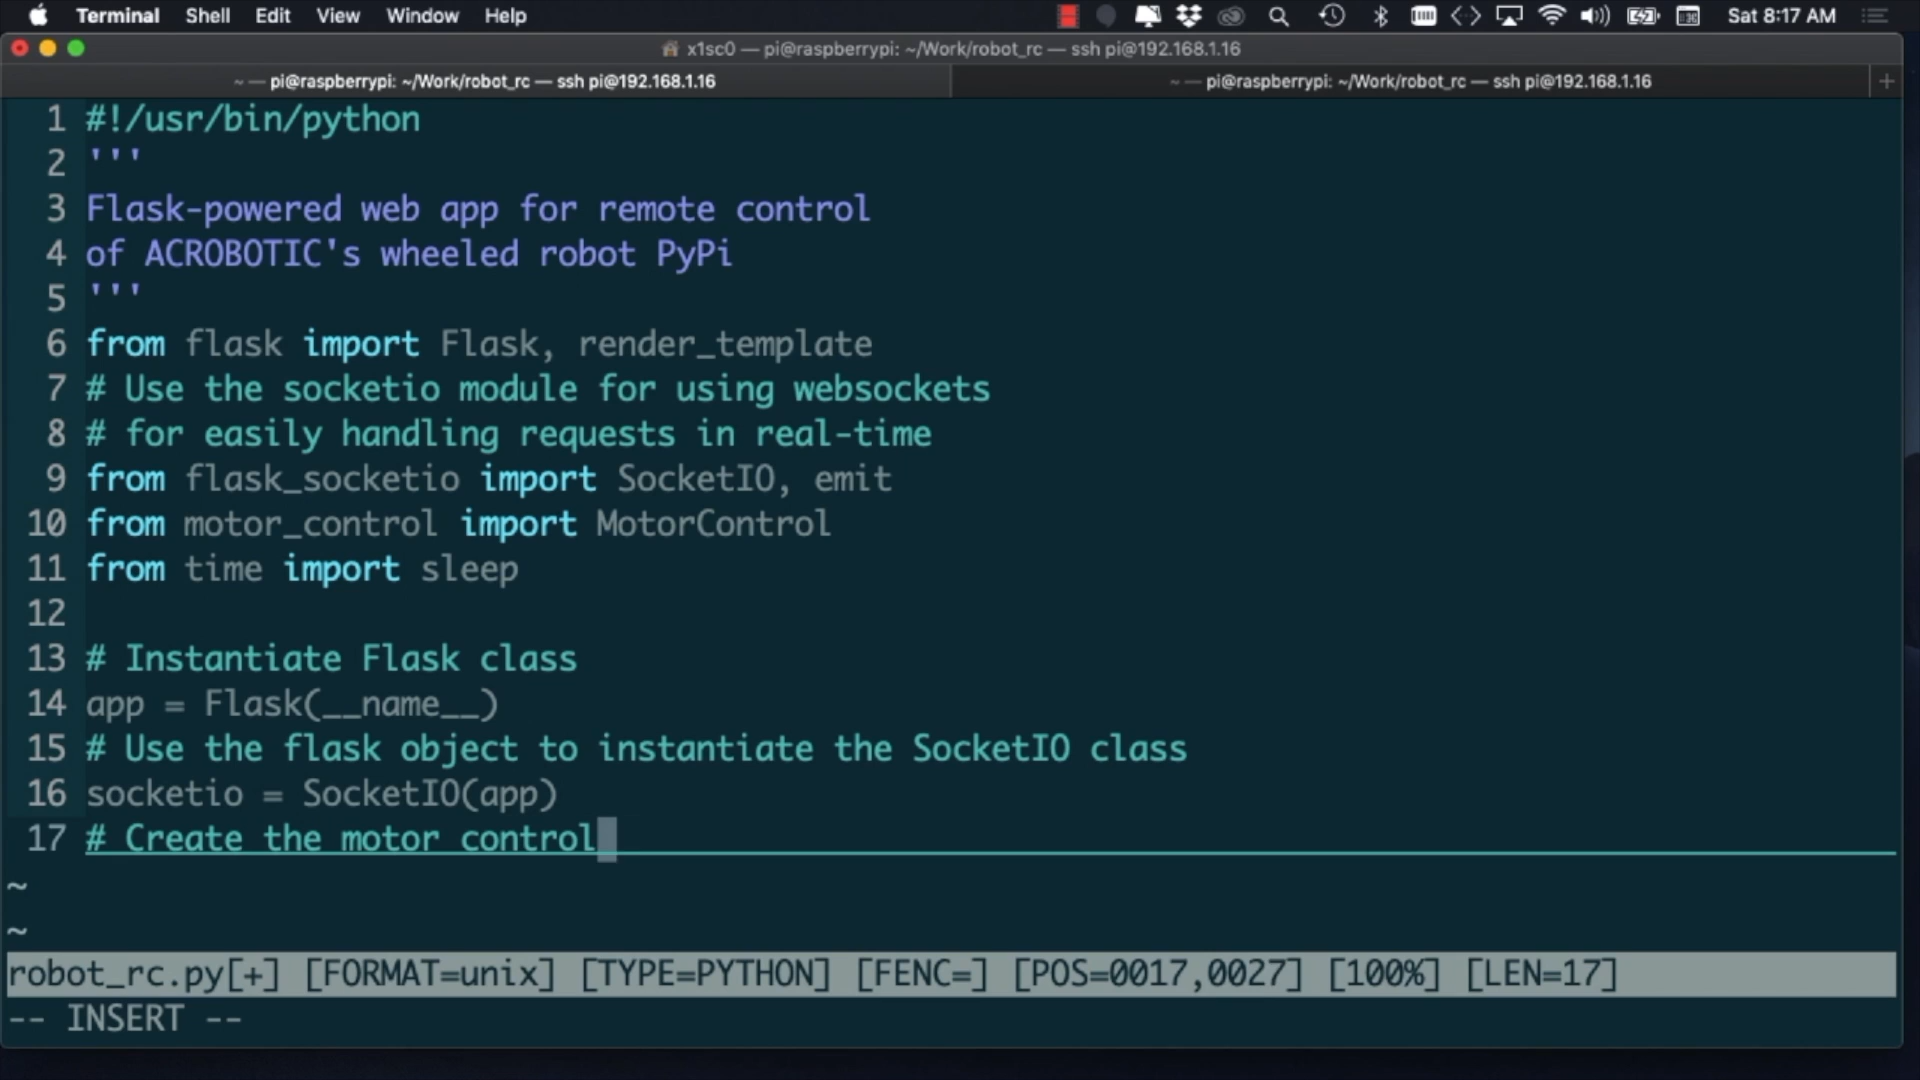 Terminal Shell Edit View Window Help Sat 8:17 AM
x1sc0 — pi@raspberrypi: ~/Work/robot_rc — ssh pi@192.168.1.16
~ — pi@raspberrypi: ~/Work/robot_rc — ssh pi@192.168.1.16 ~ — pi@raspberrypi: ~/Work/robot_rc — ssh pi@192.168.1.16 +
1 #!/usr/bin/python
2 '''
3 Flask-powered web app for remote control
4 of ACROBOTIC's wheeled robot PyPi
5 '''
6 from flask import Flask, render_template
7 # Use the socketio module for using websockets
8 # for easily handling requests in real-time
9 from flask_socketio import SocketIO, emit
10 from motor_control import MotorControl
11 from time import sleep
12
13 # Instantiate Flask class
14 app = Flask(__name__)
15 # Use the flask object to instantiate the SocketIO class
16 socketio = SocketIO(app)
17 # Create the motor control
~
~
robot_rc.py[+] [FORMAT=unix] [TYPE=PYTHON] [FENC=] [POS=0017,0027] [100%] [LEN=17]
-- INSERT --